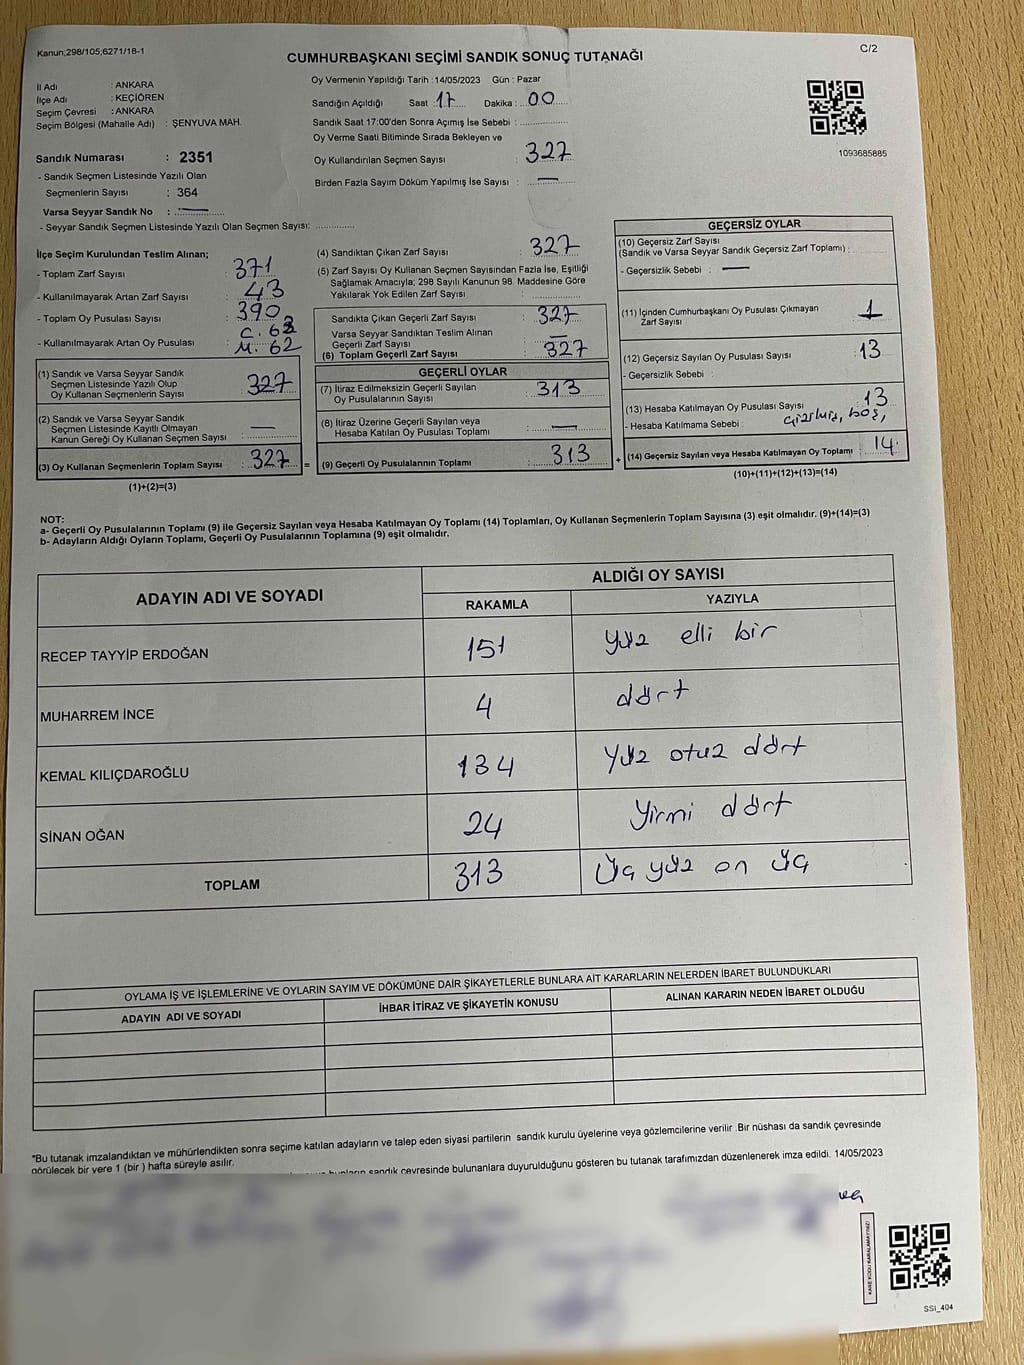 Kanun;298/105;6271/18-1
C/2
CUMHURBAŞKANI SEÇİMİ SANDIK SONUÇ TUTANAĞI
İl Adı : ANKARA
İlçe Adı : KEÇİÖREN
Seçim Çevresi : ANKARA
Seçim Bölgesi (Mahalle Adı) : ŞENYUVA MAH.
Sandık Numarası : 2351
- Sandık Seçmen Listesinde Yazılı Olan
Seçmenlerin Sayısı : 364
Varsa Seyyar Sandık No : —
- Seyyar Sandık Seçmen Listesinde Yazılı Olan Seçmen Sayısı:
Oy Vermenin Yapıldığı Tarih : 14/05/2023 Gün : Pazar
Sandığın Açıldığı Saat : 17 Dakika : 00
Sandık Saat 17:00'den Sonra Açımış İse Sebebi :
Oy Verme Saati Bitiminde Sırada Bekleyen ve
Oy Kullandırılan Seçmen Sayısı : 327
Birden Fazla Sayım Döküm Yapılmış İse Sayısı : —
1093685885
İlçe Seçim Kurulundan Teslim Alınan;
- Toplam Zarf Sayısı : 371
- Kullanılmayarak Artan Zarf Sayısı : 43
- Toplam Oy Pusulası Sayısı : 390
- Kullanılmayarak Artan Oy Pusulası : C. 63
M. 62
(1) Sandık ve Varsa Seyyar Sandık
Seçmen Listesinde Yazılı Olup
Oy Kullanan Seçmenlerin Sayısı : 327
(2) Sandık ve Varsa Seyyar Sandık
Seçmen Listesinde Kayıtlı Olmayan
Kanun Gereği Oy Kullanan Seçmen Sayısı : —
(3) Oy Kullanan Seçmenlerin Toplam Sayısı : 327
(1)+(2)=(3)
(4) Sandıktan Çıkan Zarf Sayısı : 327
(5) Zarf Sayısı Oy Kullanan Seçmen Sayısından Fazla İse, Eşitliği
Sağlamak Amacıyla; 298 Sayılı Kanunun 98. Maddesine Göre
Yakılarak Yok Edilen Zarf Sayısı :
Sandıkta Çıkan Geçerli Zarf Sayısı : 327
Varsa Seyyar Sandıktan Teslim Alınan
Geçerli Zarf Sayısı : —
(6) Toplam Geçerli Zarf Sayısı : 327
GEÇERLİ OYLAR
(7) İtiraz Edilmeksizin Geçerli Sayılan
Oy Pusulalarının Sayısı : 313
(8) İtiraz Üzerine Geçerli Sayılan veya
Hesaba Katılan Oy Pusulası Toplamı : —
= (9) Geçerli Oy Pusulalarının Toplamı : 313
GEÇERSİZ OYLAR
(10) Geçersiz Zarf Sayısı
(Sandık ve Varsa Seyyar Sandık Geçersiz Zarf Toplamı) :
- Geçersizlik Sebebi : —
(11) İçinden Cumhurbaşkanı Oy Pusulası Çıkmayan
Zarf Sayısı : 1
(12) Geçersiz Sayılan Oy Pusulası Sayısı : 13
- Geçersizlik Sebebi :
(13) Hesaba Katılmayan Oy Pusulası Sayısı : 13
- Hesaba Katılmama Sebebi : boş,
+ (14) Geçersiz Sayılan veya Hesaba Katılmayan Oy Toplamı : 14
(10)+(11)+(12)+(13)=(14)
NOT:
a- Geçerli Oy Pusulalarının Toplamı (9) ile Geçersiz Sayılan veya Hesaba Katılmayan Oy Toplamı (14) Toplamları, Oy Kullanan Seçmenlerin Toplam Sayısına (3) eşit olmalıdır. (9)+(14)=(3)
b- Adayların Aldığı Oyların Toplamı, Geçerli Oy Pusulalarının Toplamına (9) eşit olmalıdır.
ADAYIN ADI VE SOYADI
ALDIĞI OY SAYISI
RAKAMLA YAZIYLA
RECEP TAYYİP ERDOĞAN 151 yüz elli bir
MUHARREM İNCE 4 dört
KEMAL KILIÇDAROĞLU 134 yüz otuz dört
SİNAN OĞAN 24 yirmi dört
TOPLAM 313 üç yüz on üç
OYLAMA İŞ VE İŞLEMLERİNE VE OYLARIN SAYIM VE DÖKÜMÜNE DAİR ŞİKAYETLERLE BUNLARA AİT KARARLARIN NELERDEN İBARET BULUNDUKLARI
ADAYIN ADI VE SOYADI İHBAR İTİRAZ VE ŞİKAYETİN KONUSU ALINAN KARARIN NEDEN İBARET OLDUĞU
*Bu tutanak imzalandıktan ve mühürlendikten sonra seçime katılan adayların ve talep eden siyasi partilerin sandık kurulu üyelerine veya gözlemcilerine verilir .Bir nüshası da sandık çevresinde
görülecek bir yere 1 (bir ) hafta süreyle asılır.
sandık çevresinde bulunanlara duyurulduğunu gösteren bu tutanak tarafımızdan düzenlenerek imza edildi. 14/05/2023
KARE KODU KARALAMAYINIZ!
SSİ_404